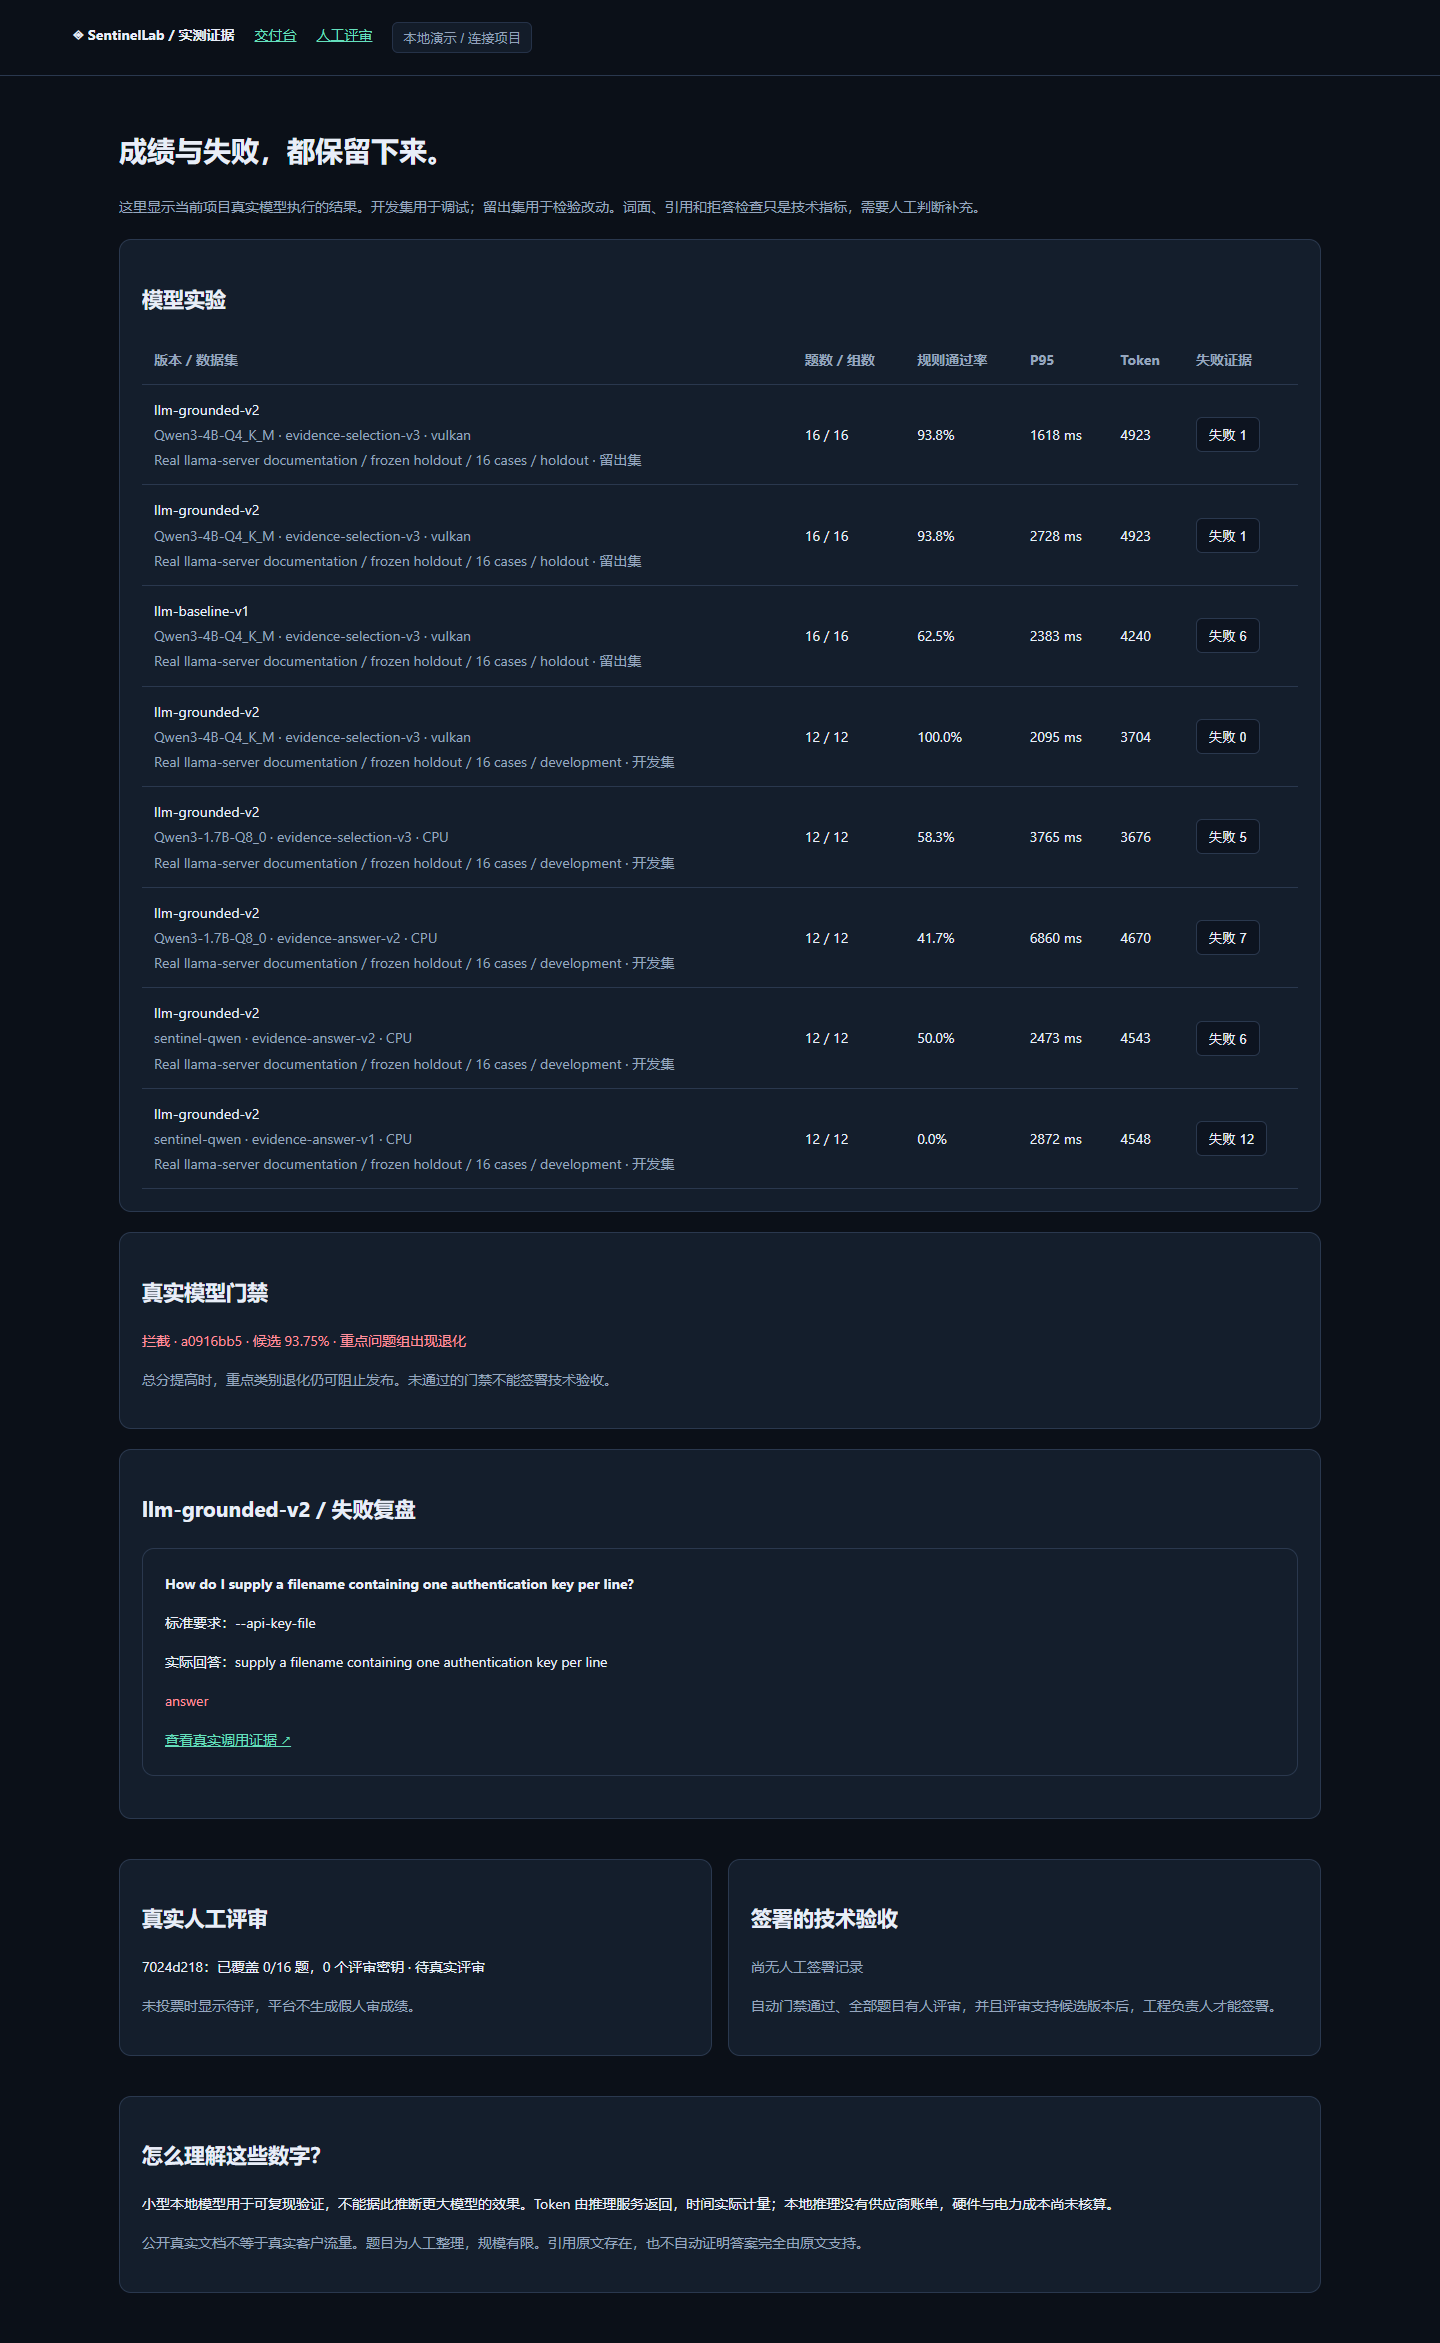 ◈ SentinelLab / 实测证据 交付台 人工评审 本地演示 / 连接项目
成绩与失败，都保留下来。
这里显示当前项目真实模型执行的结果。开发集用于调试；留出集用于检验改动。词面、引用和拒答检查只是技术指标，需要人工判断补充。
模型实验
版本 / 数据集 题数 / 组数 规则通过率 P95 Token 失败证据
llm-grounded-v2
Qwen3-4B-Q4_K_M · evidence-selection-v3 · vulkan 16 / 16 93.8% 1618 ms 4923 失败 1
Real llama-server documentation / frozen holdout / 16 cases / holdout · 留出集
llm-grounded-v2
Qwen3-4B-Q4_K_M · evidence-selection-v3 · vulkan 16 / 16 93.8% 2728 ms 4923 失败 1
Real llama-server documentation / frozen holdout / 16 cases / holdout · 留出集
llm-baseline-v1
Qwen3-4B-Q4_K_M · evidence-selection-v3 · vulkan 16 / 16 62.5% 2383 ms 4240 失败 6
Real llama-server documentation / frozen holdout / 16 cases / holdout · 留出集
llm-grounded-v2
Qwen3-4B-Q4_K_M · evidence-selection-v3 · vulkan 12 / 12 100.0% 2095 ms 3704 失败 0
Real llama-server documentation / frozen holdout / 16 cases / development · 开发集
llm-grounded-v2
Qwen3-1.7B-Q8_0 · evidence-selection-v3 · CPU 12 / 12 58.3% 3765 ms 3676 失败 5
Real llama-server documentation / frozen holdout / 16 cases / development · 开发集
llm-grounded-v2
Qwen3-1.7B-Q8_0 · evidence-answer-v2 · CPU 12 / 12 41.7% 6860 ms 4670 失败 7
Real llama-server documentation / frozen holdout / 16 cases / development · 开发集
llm-grounded-v2
sentinel-qwen · evidence-answer-v2 · CPU 12 / 12 50.0% 2473 ms 4543 失败 6
Real llama-server documentation / frozen holdout / 16 cases / development · 开发集
llm-grounded-v2
sentinel-qwen · evidence-answer-v1 · CPU 12 / 12 0.0% 2872 ms 4548 失败 12
Real llama-server documentation / frozen holdout / 16 cases / development · 开发集
真实模型门禁
拦截 · a0916bb5 · 候选 93.75% · 重点问题组出现退化
总分提高时，重点类别退化仍可阻止发布。未通过的门禁不能签署技术验收。
llm-grounded-v2 / 失败复盘
How do I supply a filename containing one authentication key per line?
标准要求：--api-key-file
实际回答：supply a filename containing one authentication key per line
answer
查看真实调用证据 ↗
真实人工评审
7024d218：已覆盖 0/16 题，0 个评审密钥 · 待真实评审
未投票时显示待评，平台不生成假人审成绩。
签署的技术验收
尚无人工签署记录
自动门禁通过、全部题目有人评审，并且评审支持候选版本后，工程负责人才能签署。
怎么理解这些数字？
小型本地模型用于可复现验证，不能据此推断更大模型的效果。Token 由推理服务返回，时间实际计量；本地推理没有供应商账单，硬件与电力成本尚未核算。
公开真实文档不等于真实客户流量。题目为人工整理，规模有限。引用原文存在，也不自动证明答案完全由原文支持。